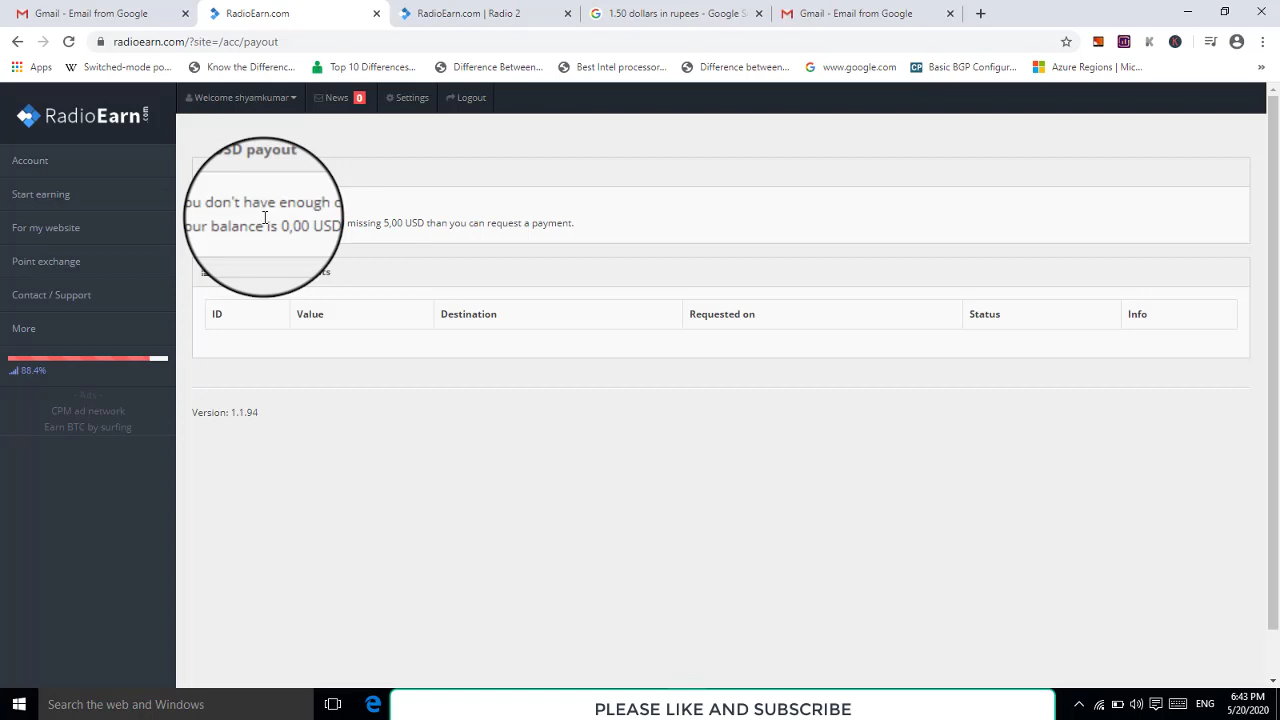 Gmail - Email from Google
RadioEarn.com
RadioEarn.com | Radio 2
1.50 dollars in rupees - Google S
Gmail - Email from Google
radioearn.com/?site=/acc/payout
Apps
Switched-mode po...
Know the Differenc...
Top 10 Differences...
Difference Between...
Best Intel processor...
Difference between...
www.google.com
Basic BGP Configur...
Azure Regions | Mic...
»
RadioEarn.com
Welcome shyamkumar
News 0
Settings
Logout
Account
Start earning
For my website
Point exchange
Contact / Support
More
88.4%
- Ads -
CPM ad network
Earn BTC by surfing
SD payout
ou don't have enough
our balance is 0,00 USD missing 5,00 USD than you can request a payment.
ts
ID Value Destination Requested on Status Info
Version: 1.1.94
Search the web and Windows
PLEASE LIKE AND SUBSCRIBE
ENG
6:43 PM
5/20/2020